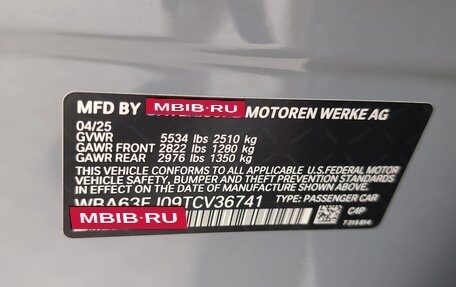 MFD BY MBIB·RU MOTOREN WERKE AG
04/25
GVWR 5534 lbs 2510 kg
GAWR FRONT 2822 lbs 1280 kg
GAWR REAR 2976 lbs 1350 kg
THIS VEHICLE CONFORMS TO ALL APPLICABLE U.S.FEDERAL MOTOR
VEHICLE SAFETY, BUMPER, AND THEFT PREVENTION STANDARDS
IN EFFECT ON THE DATE OF MANUFACTURE SHOWN ABOVE.
J09TCV36741 TYPE: PASSENGER CAR
MBIB·RU C4P
7315814